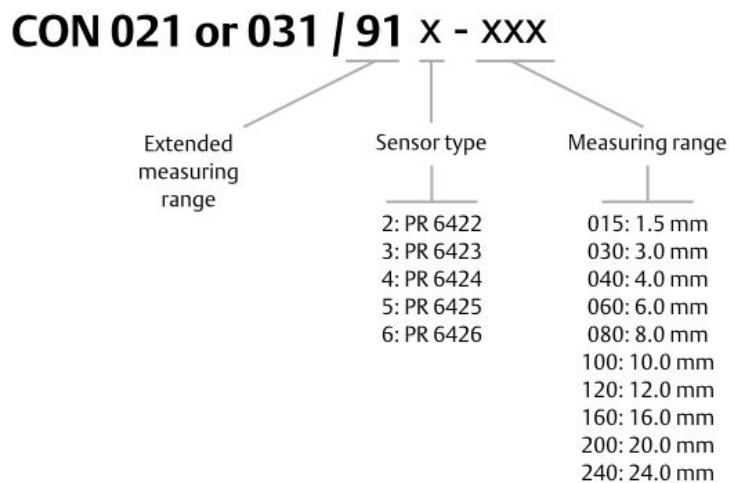 CON 021 or 031 / 91 x - xxx
Extended
measuring
range
Sensor type
2: PR 6422
3: PR 6423
4: PR 6424
5: PR 6425
6: PR 6426
Measuring range
015: 1.5 mm
030: 3.0 mm
040: 4.0 mm
060: 6.0 mm
080: 8.0 mm
100: 10.0 mm
120: 12.0 mm
160: 16.0 mm
200: 20.0 mm
240: 24.0 mm